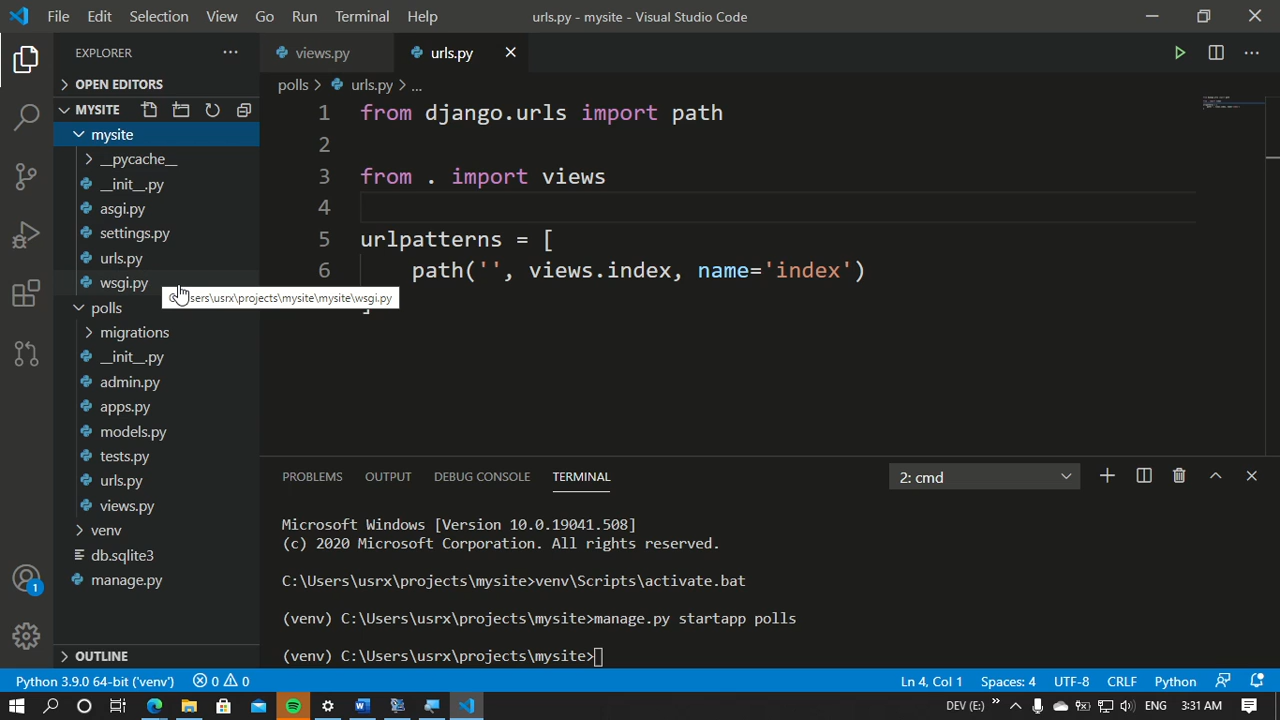 File Edit Selection View Go Run Terminal Help urls.py - mysite - Visual Studio Code
EXPLORER
views.py urls.py
OPEN EDITORS
polls urls.py ...
MYSITE
mysite
__pycache__
__init__.py
asgi.py
settings.py
urls.py
wsgi.py
polls
migrations
__init__.py
admin.py
apps.py
models.py
tests.py
urls.py
views.py
venv
db.sqlite3
manage.py
OUTLINE
1 from django.urls import path
2
3 from . import views
4
5 urlpatterns = [
6 path('', views.index, name='index')
]
\projects\mysite\mysite\wsgi.py
PROBLEMS OUTPUT DEBUG CONSOLE TERMINAL 2: cmd
Microsoft Windows [Version 10.0.19041.508]
(c) 2020 Microsoft Corporation. All rights reserved.
C:\Users\usrx\projects\mysite>venv\Scripts\activate.bat
(venv) C:\Users\usrx\projects\mysite>manage.py startapp polls
(venv) C:\Users\usrx\projects\mysite>
1
Python 3.9.0 64-bit ('venv') 0 0 Ln 4, Col 1 Spaces: 4 UTF-8 CRLF Python
DEV (E:) ENG 3:31 AM